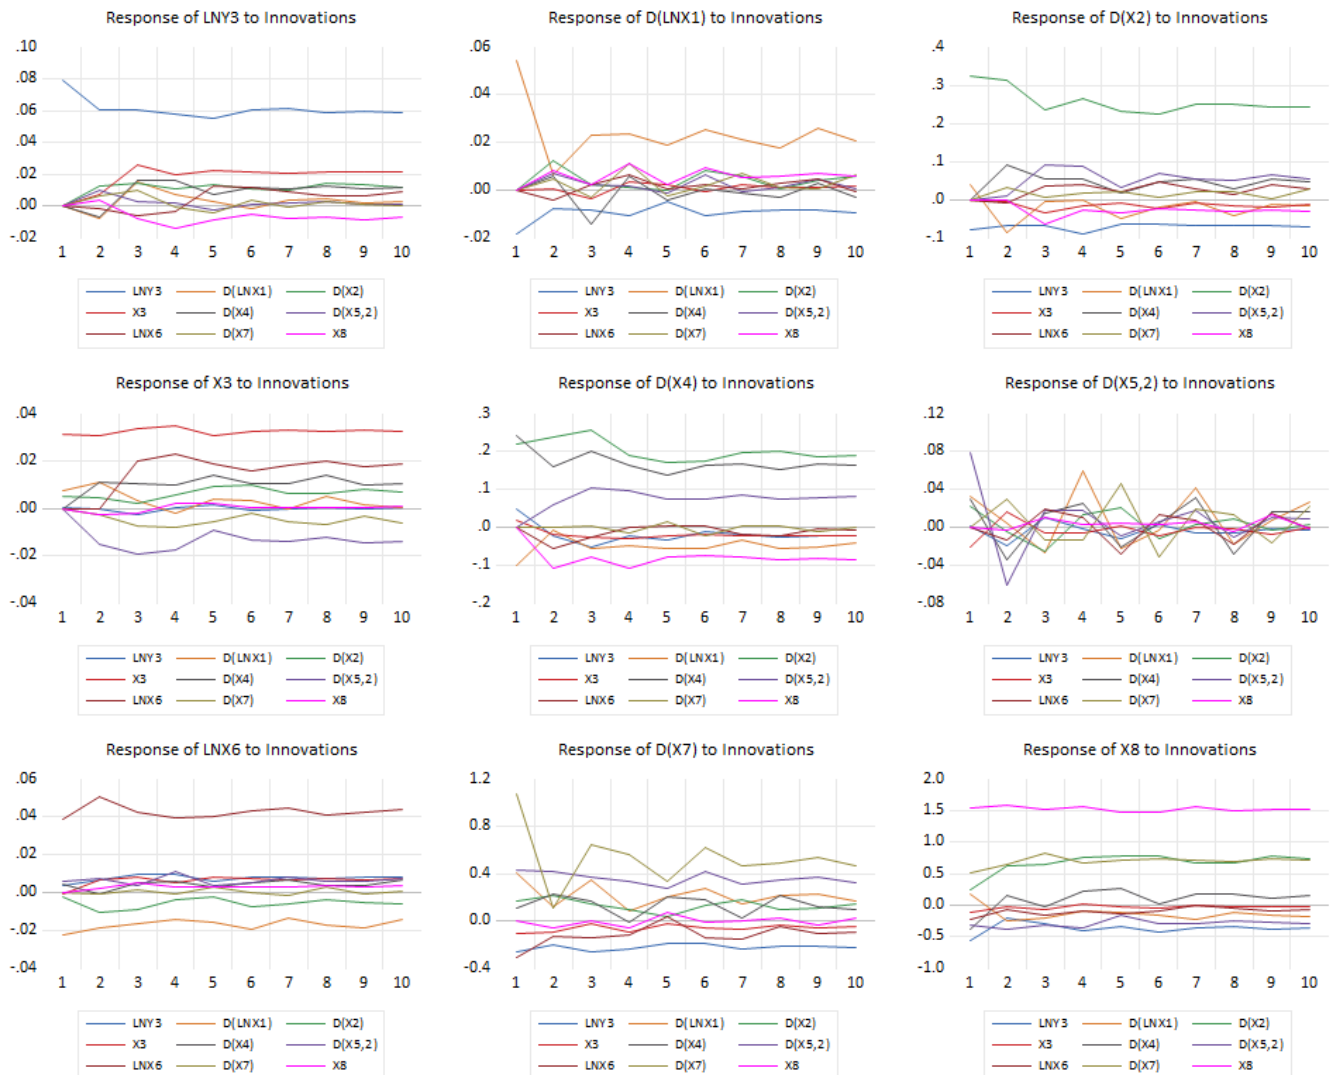 Response of LNY3 to Innovations
.10
.08
.06
.04
.02
.00
-.02
1 2 3 4 5 6 7 8 9 10
LNY3 D(LNX1) D(X2)
X3 D(X4) D(X5,2)
LNX6 D(X7) X8
Response of D(LNX1) to Innovations
.06
.04
.02
.00
-.02
1 2 3 4 5 6 7 8 9 10
LNY3 D(LNX1) D(X2)
X3 D(X4) D(X5,2)
LNX6 D(X7) X8
Response of D(X2) to Innovations
.4
.3
.2
.1
.0
-.1
1 2 3 4 5 6 7 8 9 10
LNY3 D(LNX1) D(X2)
X3 D(X4) D(X5,2)
LNX6 D(X7) X8
Response of X3 to Innovations
.04
.02
.00
-.02
-.04
1 2 3 4 5 6 7 8 9 10
LNY3 D(LNX1) D(X2)
X3 D(X4) D(X5,2)
LNX6 D(X7) X8
Response of D(X4) to Innovations
.3
.2
.1
.0
-.1
-.2
1 2 3 4 5 6 7 8 9 10
LNY3 D(LNX1) D(X2)
X3 D(X4) D(X5,2)
LNX6 D(X7) X8
Response of D(X5,2) to Innovations
.12
.08
.04
.00
-.04
-.08
1 2 3 4 5 6 7 8 9 10
LNY3 D(LNX1) D(X2)
X3 D(X4) D(X5,2)
LNX6 D(X7) X8
Response of LNX6 to Innovations
.06
.04
.02
.00
-.02
-.04
1 2 3 4 5 6 7 8 9 10
LNY3 D(LNX1) D(X2)
X3 D(X4) D(X5,2)
LNX6 D(X7) X8
Response of D(X7) to Innovations
1.2
0.8
0.4
0.0
-0.4
1 2 3 4 5 6 7 8 9 10
LNY3 D(LNX1) D(X2)
X3 D(X4) D(X5,2)
LNX6 D(X7) X8
Response of X8 to Innovations
2.0
1.5
1.0
0.5
0.0
-0.5
-1.0
1 2 3 4 5 6 7 8 9 10
LNY3 D(LNX1) D(X2)
X3 D(X4) D(X5,2)
LNX6 D(X7) X8